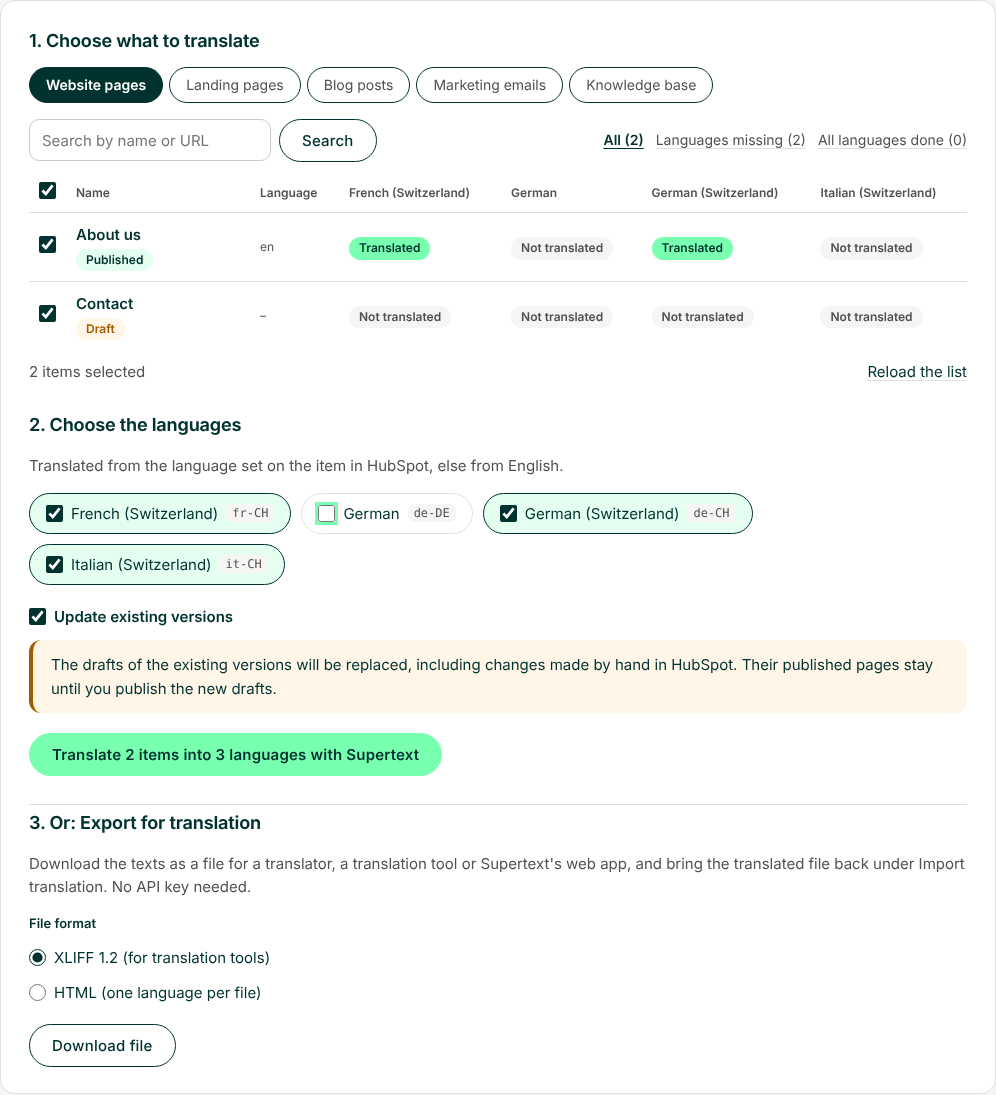 1. Choose what to translate
Website pages Landing pages Blog posts Marketing emails Knowledge base
Search by name or URL Search All (2) Languages missing (2) All languages done (0)
Name Language French (Switzerland) German German (Switzerland) Italian (Switzerland)
About us
Published en Translated Not translated Translated Not translated
Contact
Draft – Not translated Not translated Not translated Not translated
2 items selected Reload the list
2. Choose the languages
Translated from the language set on the item in HubSpot, else from English.
French (Switzerland) fr-CH German de-DE German (Switzerland) de-CH
Italian (Switzerland) it-CH
Update existing versions
The drafts of the existing versions will be replaced, including changes made by hand in HubSpot. Their published pages stay
until you publish the new drafts.
Translate 2 items into 3 languages with Supertext
3. Or: Export for translation
Download the texts as a file for a translator, a translation tool or Supertext's web app, and bring the translated file back under Import
translation. No API key needed.
File format
XLIFF 1.2 (for translation tools)
HTML (one language per file)
Download file